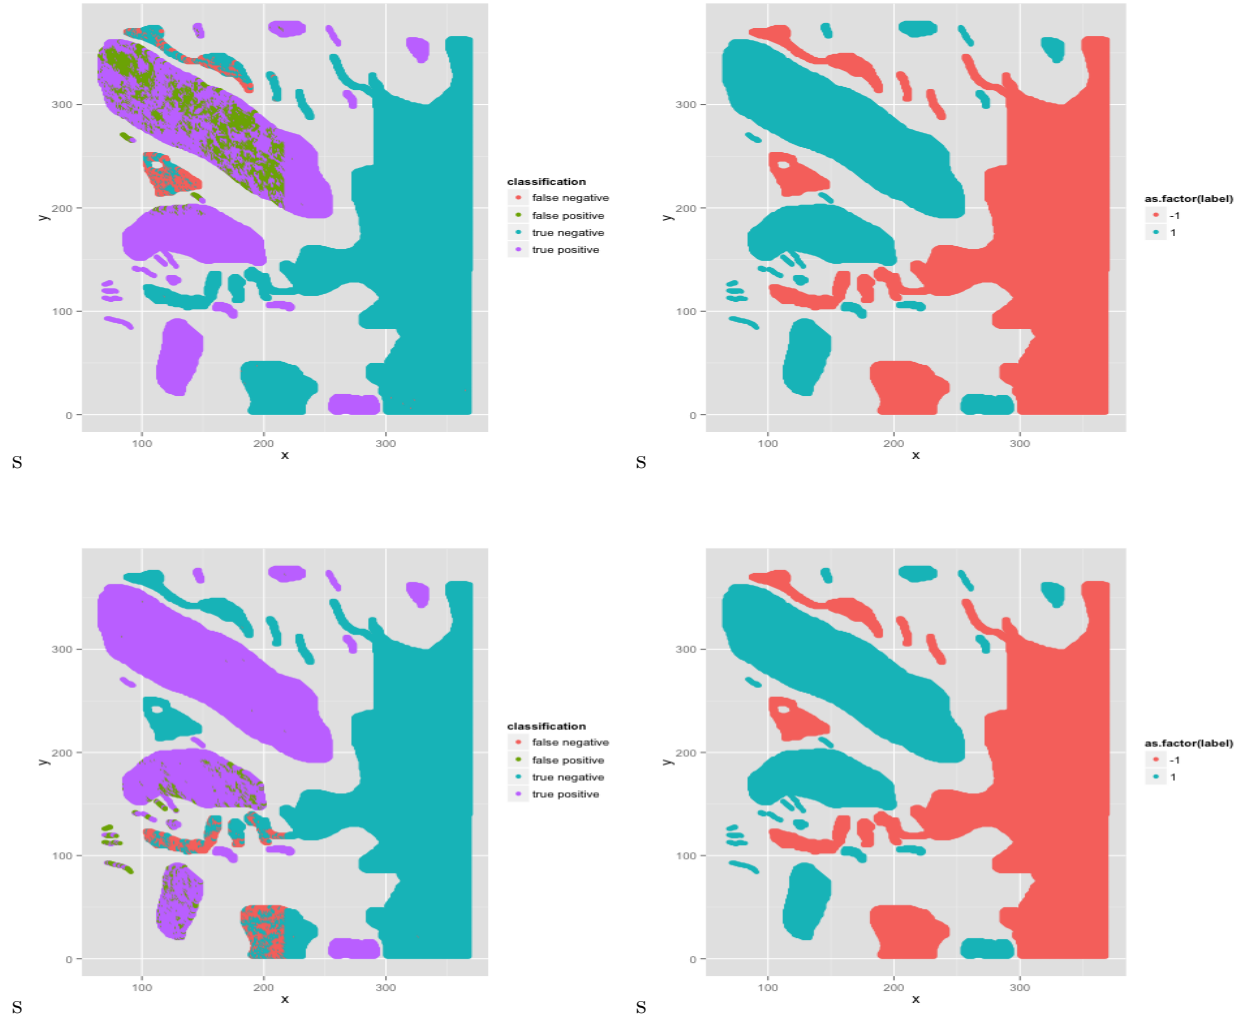 300
200
100
0
y
100
200
300
x
classification
false negative
false positive
true negative
true positive
S
300
200
100
0
y
100
200
300
x
as.factor(label)
-1
1
S
300
200
100
0
y
100
200
300
x
classification
false negative
false positive
true negative
true positive
S
300
200
100
0
y
100
200
300
x
as.factor(label)
-1
1
S